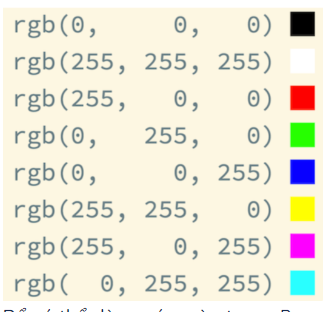 rgb(0, 0, 0)
rgb(255, 255, 255)
rgb(255, 0, 0)
rgb(0, 255, 0)
rgb(0, 0, 255)
rgb(255, 255, 0)
rgb(255, 0, 255)
rgb( 0, 255, 255)